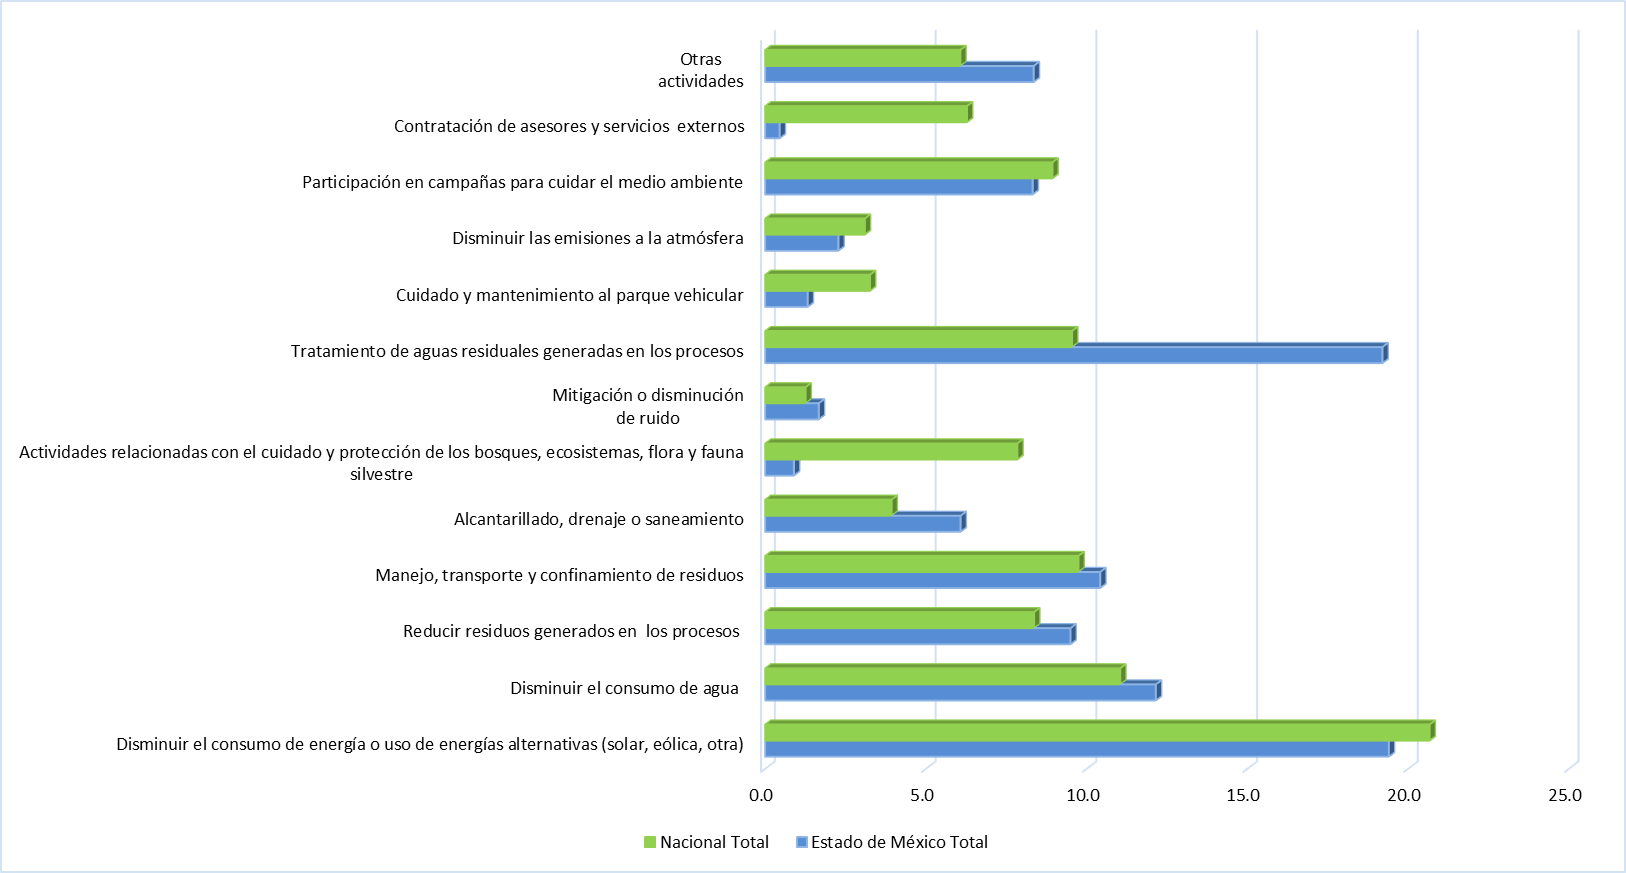 Otras
actividades
Contratación de asesores y servicios externos
Participación en campañas para cuidar el medio ambiente
Disminuir las emisiones a la atmósfera
Cuidado y mantenimiento al parque vehicular
Tratamiento de aguas residuales generadas en los procesos
Mitigación o disminución
de ruido
Actividades relacionadas con el cuidado y protección de los bosques, ecosistemas, flora y fauna
silvestre
Alcantarillado, drenaje o saneamiento
Manejo, transporte y confinamiento de residuos
Reducir residuos generados en los procesos
Disminuir el consumo de agua
Disminuir el consumo de energía o uso de energías alternativas (solar, eólica, otra)
0.0 5.0 10.0 15.0 20.0 25.0
Nacional Total Estado de México Total